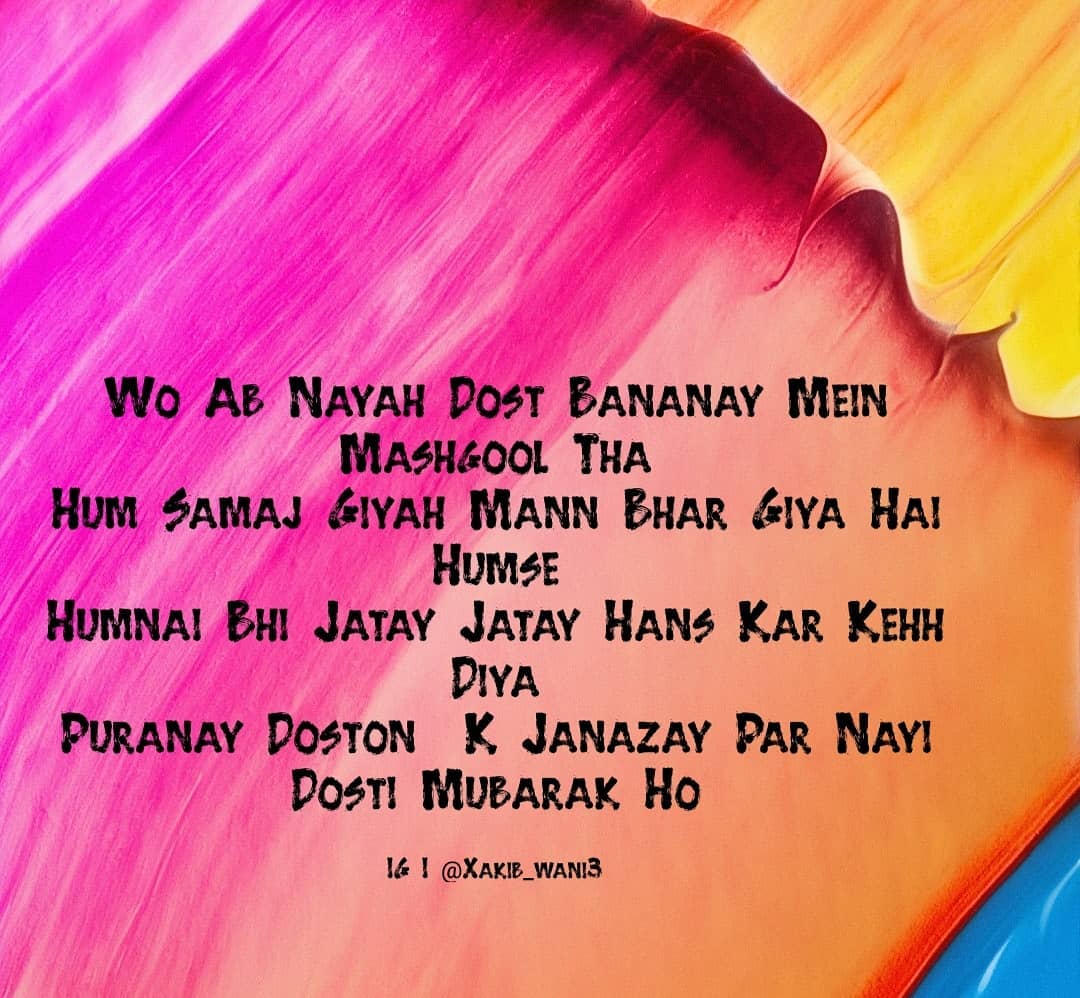 Wo Ab Nayah Dost Bananay Mein
Mashgool Tha
Hum Samaj Giyah Mann Bhar Giya Hai
Humse
Humnai Bhi Jatay Jatay Hans Kar Kehh
Diya
Puranay Doston K Janazay Par Nayi
Dosti Mubarak Ho
IG | @Xakib_wani3